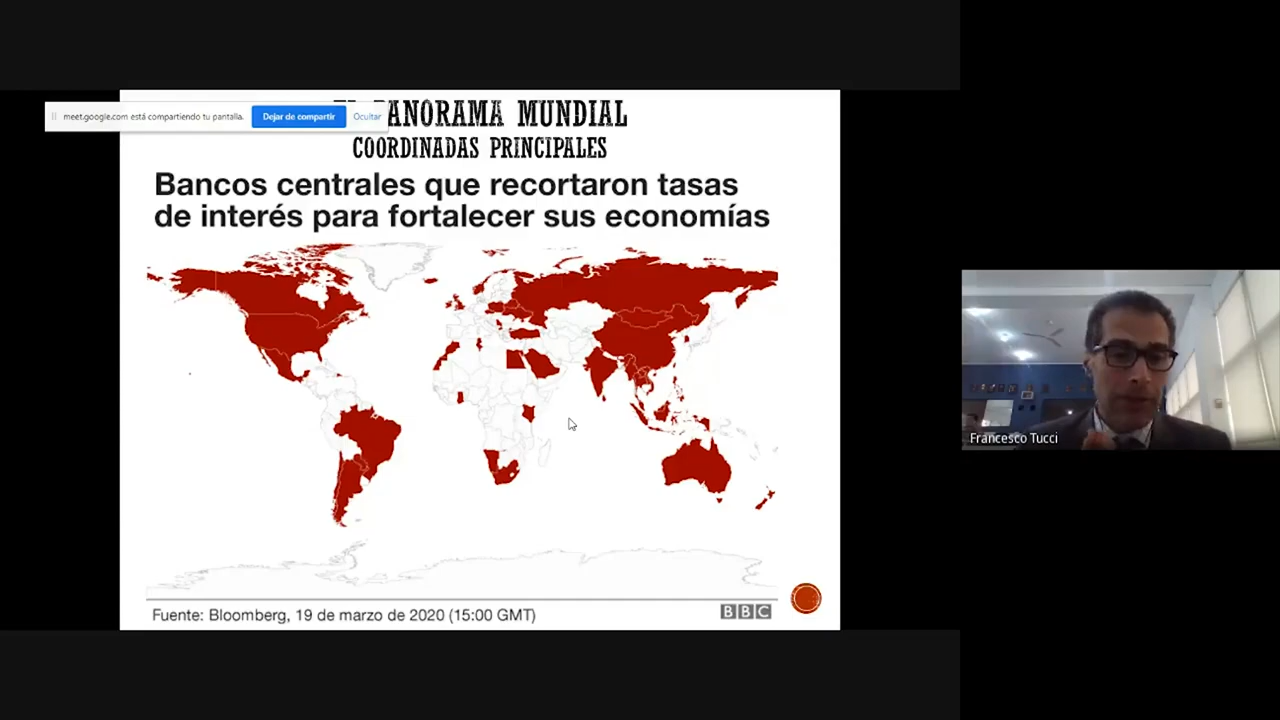 meet.google.com está compartiendo tu pantalla.
Dejar de compartir
Ocultar
PANORAMA MUNDIAL
COORDINADAS PRINCIPALES
Bancos centrales que recortaron tasas
de interés para fortalecer sus economías
Francesco Tucci
Fuente: Bloomberg, 19 de marzo de 2020 (15:00 GMT)
BBC